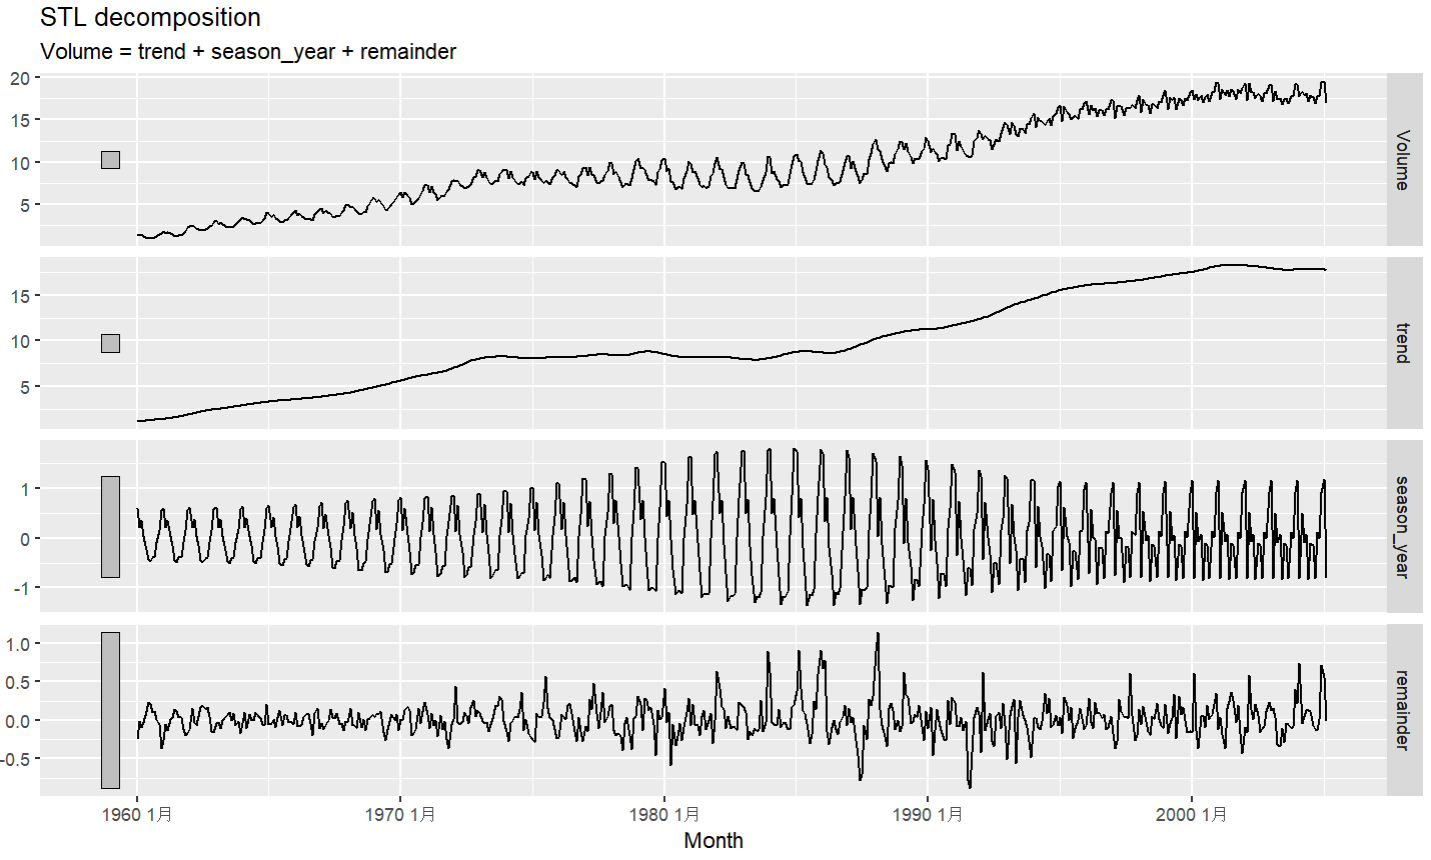 STL decomposition
Volume = trend + season_year + remainder
20
15
10
5
Volume
15
10
5
trend
1
0
-1
season_year
1.0
0.5
0.0
-0.5
remainder
1960 1月
1970 1月
1980 1月
1990 1月
2000 1月
Month